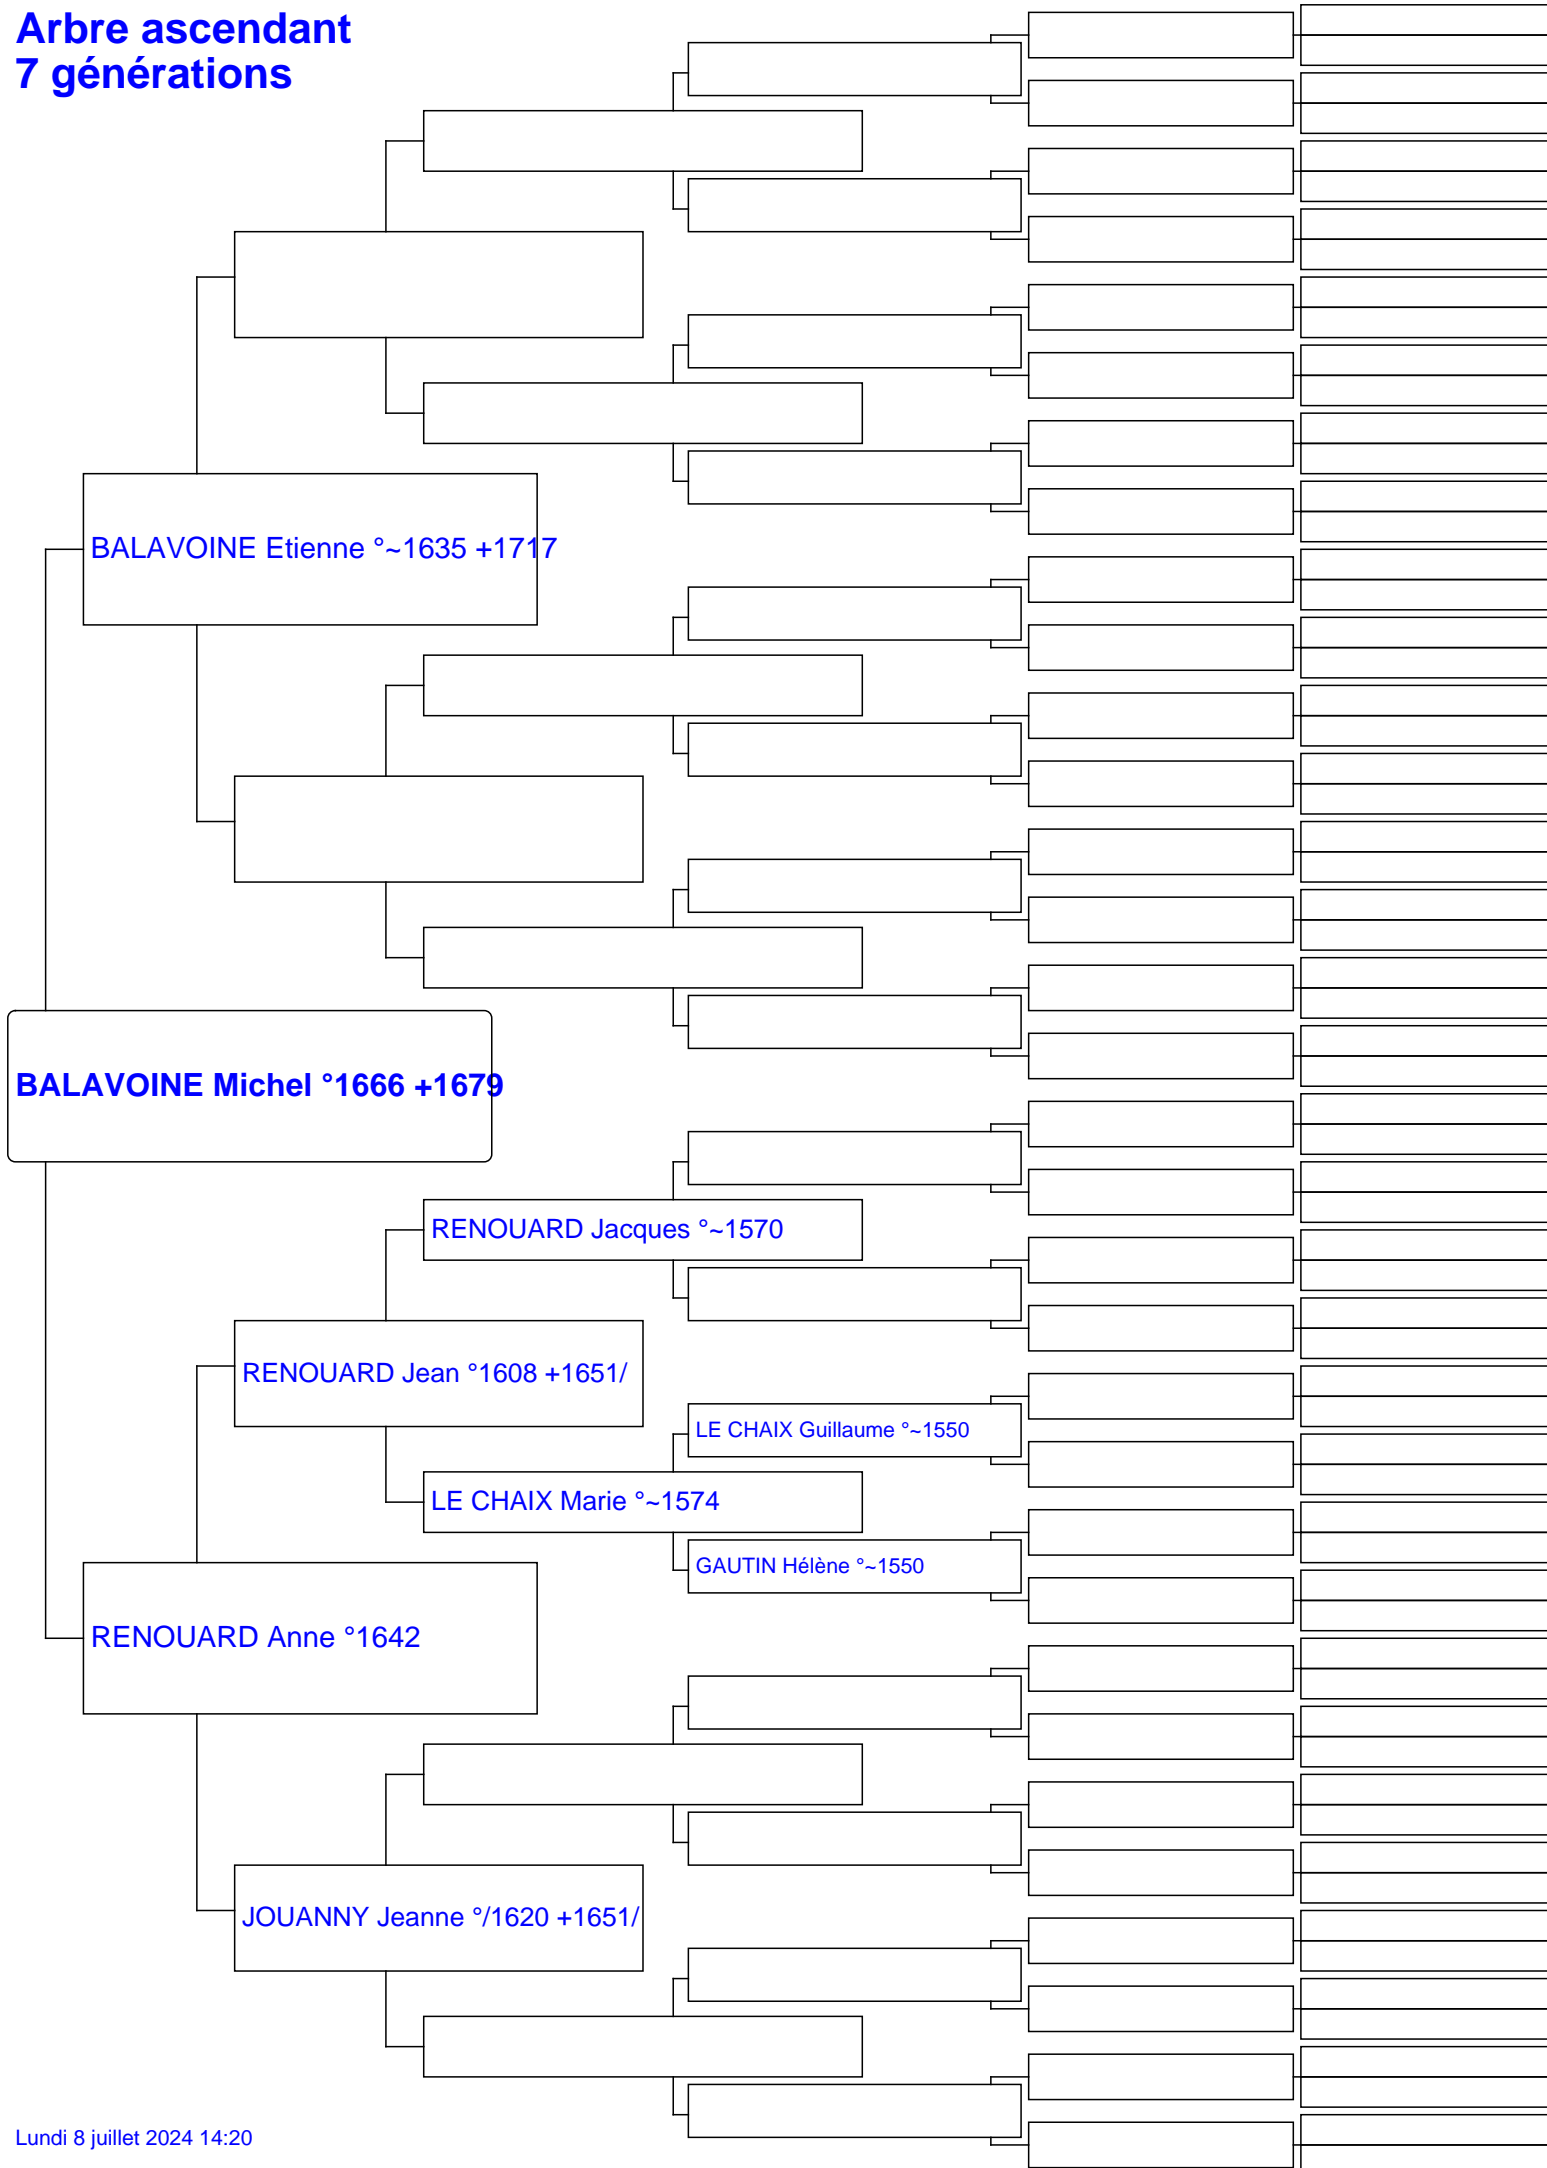 Arbre ascendant
7 générations
BALAVOINE Etienne °~1635 +1717
BALAVOINE Michel °1666 +1679
RENOUARD Jacques °~1570
RENOUARD Jean °1608 +1651/
LE CHAIX Guillaume °~1550
LE CHAIX Marie °~1574
GAUTIN Hélène °~1550
RENOUARD Anne °1642
JOUANNY Jeanne °/1620 +1651/
Lundi 8 juillet 2024 14:20